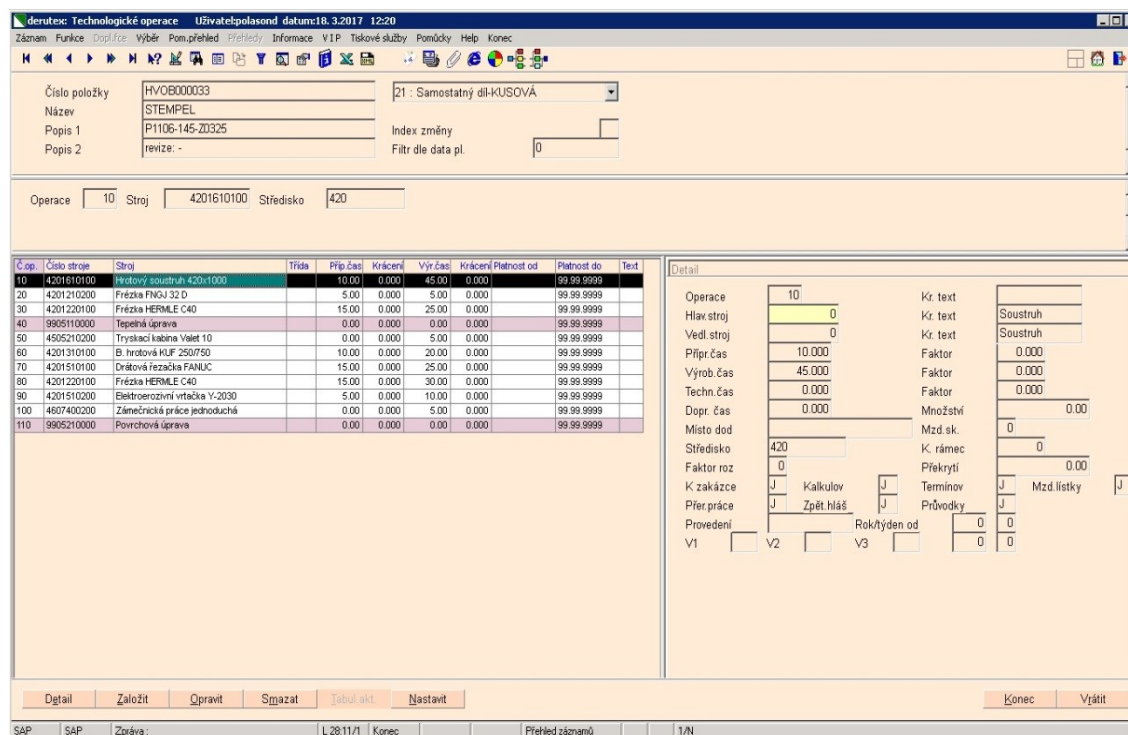 derutex: Technologické operace Uživatel:polasond datum:18. 3.2017 12:20
Záznam Funkce Dopl.fce Výběr Pom.přehled Přehledy Informace V I P Tiskové služby Pomůcky Help Konec
Číslo položky HVOB000033 21 : Samostatný díl-KUSOVÁ
Název STEMPEL
Popis 1 P1106-145-Z0325 Index změny
Popis 2 revize: - Filtr dle data pl. 0
Operace 10 Stroj 4201610100 Středisko 420
Č.op. Číslo stroje Stroj Třída Příp.čas Krácení Výr.čas Krácení Platnost od Platnost do Text
10 4201610100 Hrotový soustruh 420x1000 10.00 0.000 45.00 0.000 99.99.9999
20 4201210200 Frézka FNGJ 32 D 5.00 0.000 5.00 0.000 99.99.9999
30 4201220100 Frézka HERMLE C40 15.00 0.000 25.00 0.000 99.99.9999
40 9905110000 Tepelná úprava 0.00 0.000 0.00 0.000 99.99.9999
50 4505210200 Tryskací kabina Valet 10 0.00 0.000 5.00 0.000 99.99.9999
60 4201310100 B. hrotová KUF 250/750 10.00 0.000 20.00 0.000 99.99.9999
70 4201510100 Drátová řezačka FANUC 15.00 0.000 25.00 0.000 99.99.9999
80 4201220100 Frézka HERMLE C40 15.00 0.000 30.00 0.000 99.99.9999
90 4201510200 Elektroerozivní vrtačka Y-2030 5.00 0.000 10.00 0.000 99.99.9999
100 4607400200 Zámečnická práce jednoduchá 0.00 0.000 5.00 0.000 99.99.9999
110 9905210000 Povrchová úprava 0.00 0.000 0.00 0.000 99.99.9999
Detail
Operace 10 Kr. text
Hlav.stroj 0 Kr. text Soustruh
Vedl.stroj 0 Kr. text Soustruh
Přípr.čas 10.000 Faktor 0.000
Výrob.čas 45.000 Faktor 0.000
Techn.čas 0.000 Faktor 0.000
Dopr. čas 0.000 Množství 0.00
Místo dod Mzd.sk. 0
Středisko 420 K. rámec 0
Faktor roz 0 Překrytí 0.00
K zakázce J Kalkulov J Termínov J Mzd.lístky J
Přer.práce J Zpět.hláš J Průvodky J
Provedení Rok/týden od 0 0
V1 V2 V3 0 0
Detail Založit Opravit Smazat Tabul.akt. Nastavit Konec Vrátit
SAP SAP Zpráva : L 28:11/1 Konec Přehled záznamů 1/N